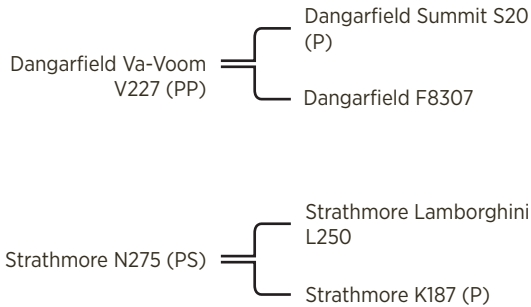 Dangarfield Summit S20
(P)
Dangarfield Va-Voom
V227 (PP)
Dangarfield F8307
Strathmore Lamborghini
L250
Strathmore N275 (PS)
Strathmore K187 (P)